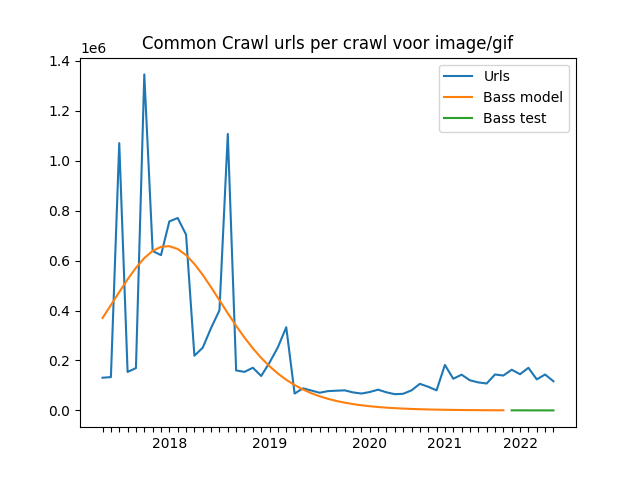 Common Crawl urls per crawl voor image/gif
1e6
1.4
1.2
1.0
0.8
0.6
0.4
0.2
0.0
Urls
Bass model
Bass test
2018 2019 2020 2021 2022